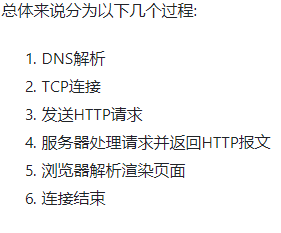 总体来说分为以下几个过程:
1. DNS解析
2. TCP连接
3. 发送HTTP请求
4. 服务器处理请求并返回HTTP报文
5. 浏览器解析渲染页面
6. 连接结束